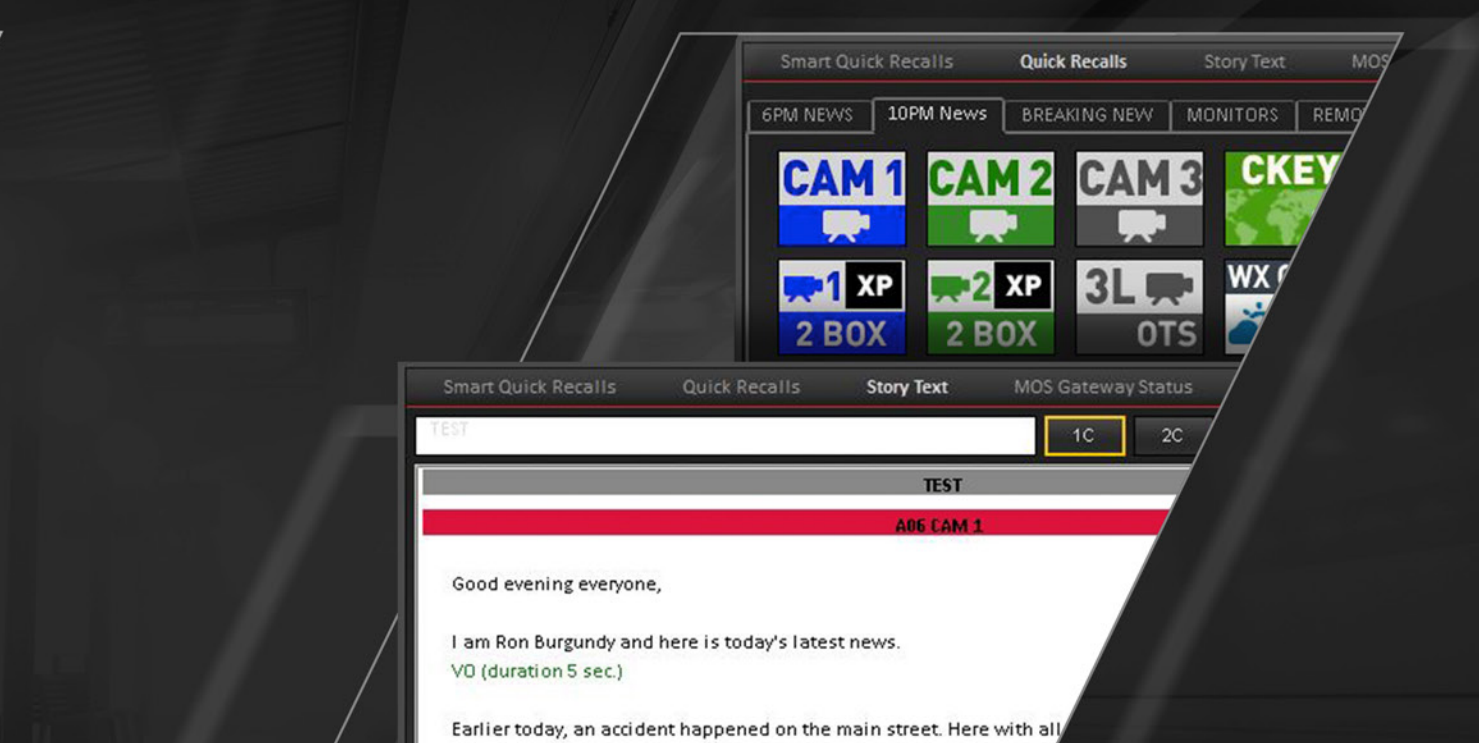 Smart Quick Recalls Quick Recalls Story Text MOS
6PM NEWS 10PM News BREAKING NEW MONITORS REMO
CAM 1 CAM 2 CAM 3 CKEY
1 XP 2 XP 3L WX
2 BOX 2 BOX OTS
Smart Quick Recalls Quick Recalls Story Text MOS Gateway Status
TEST 1C 2C
TEST
A06 CAM 1
Good evening everyone,
I am Ron Burgundy and here is today's latest news.
VO (duration 5 sec.)
Earlier today, an accident happened on the main street. Here with all